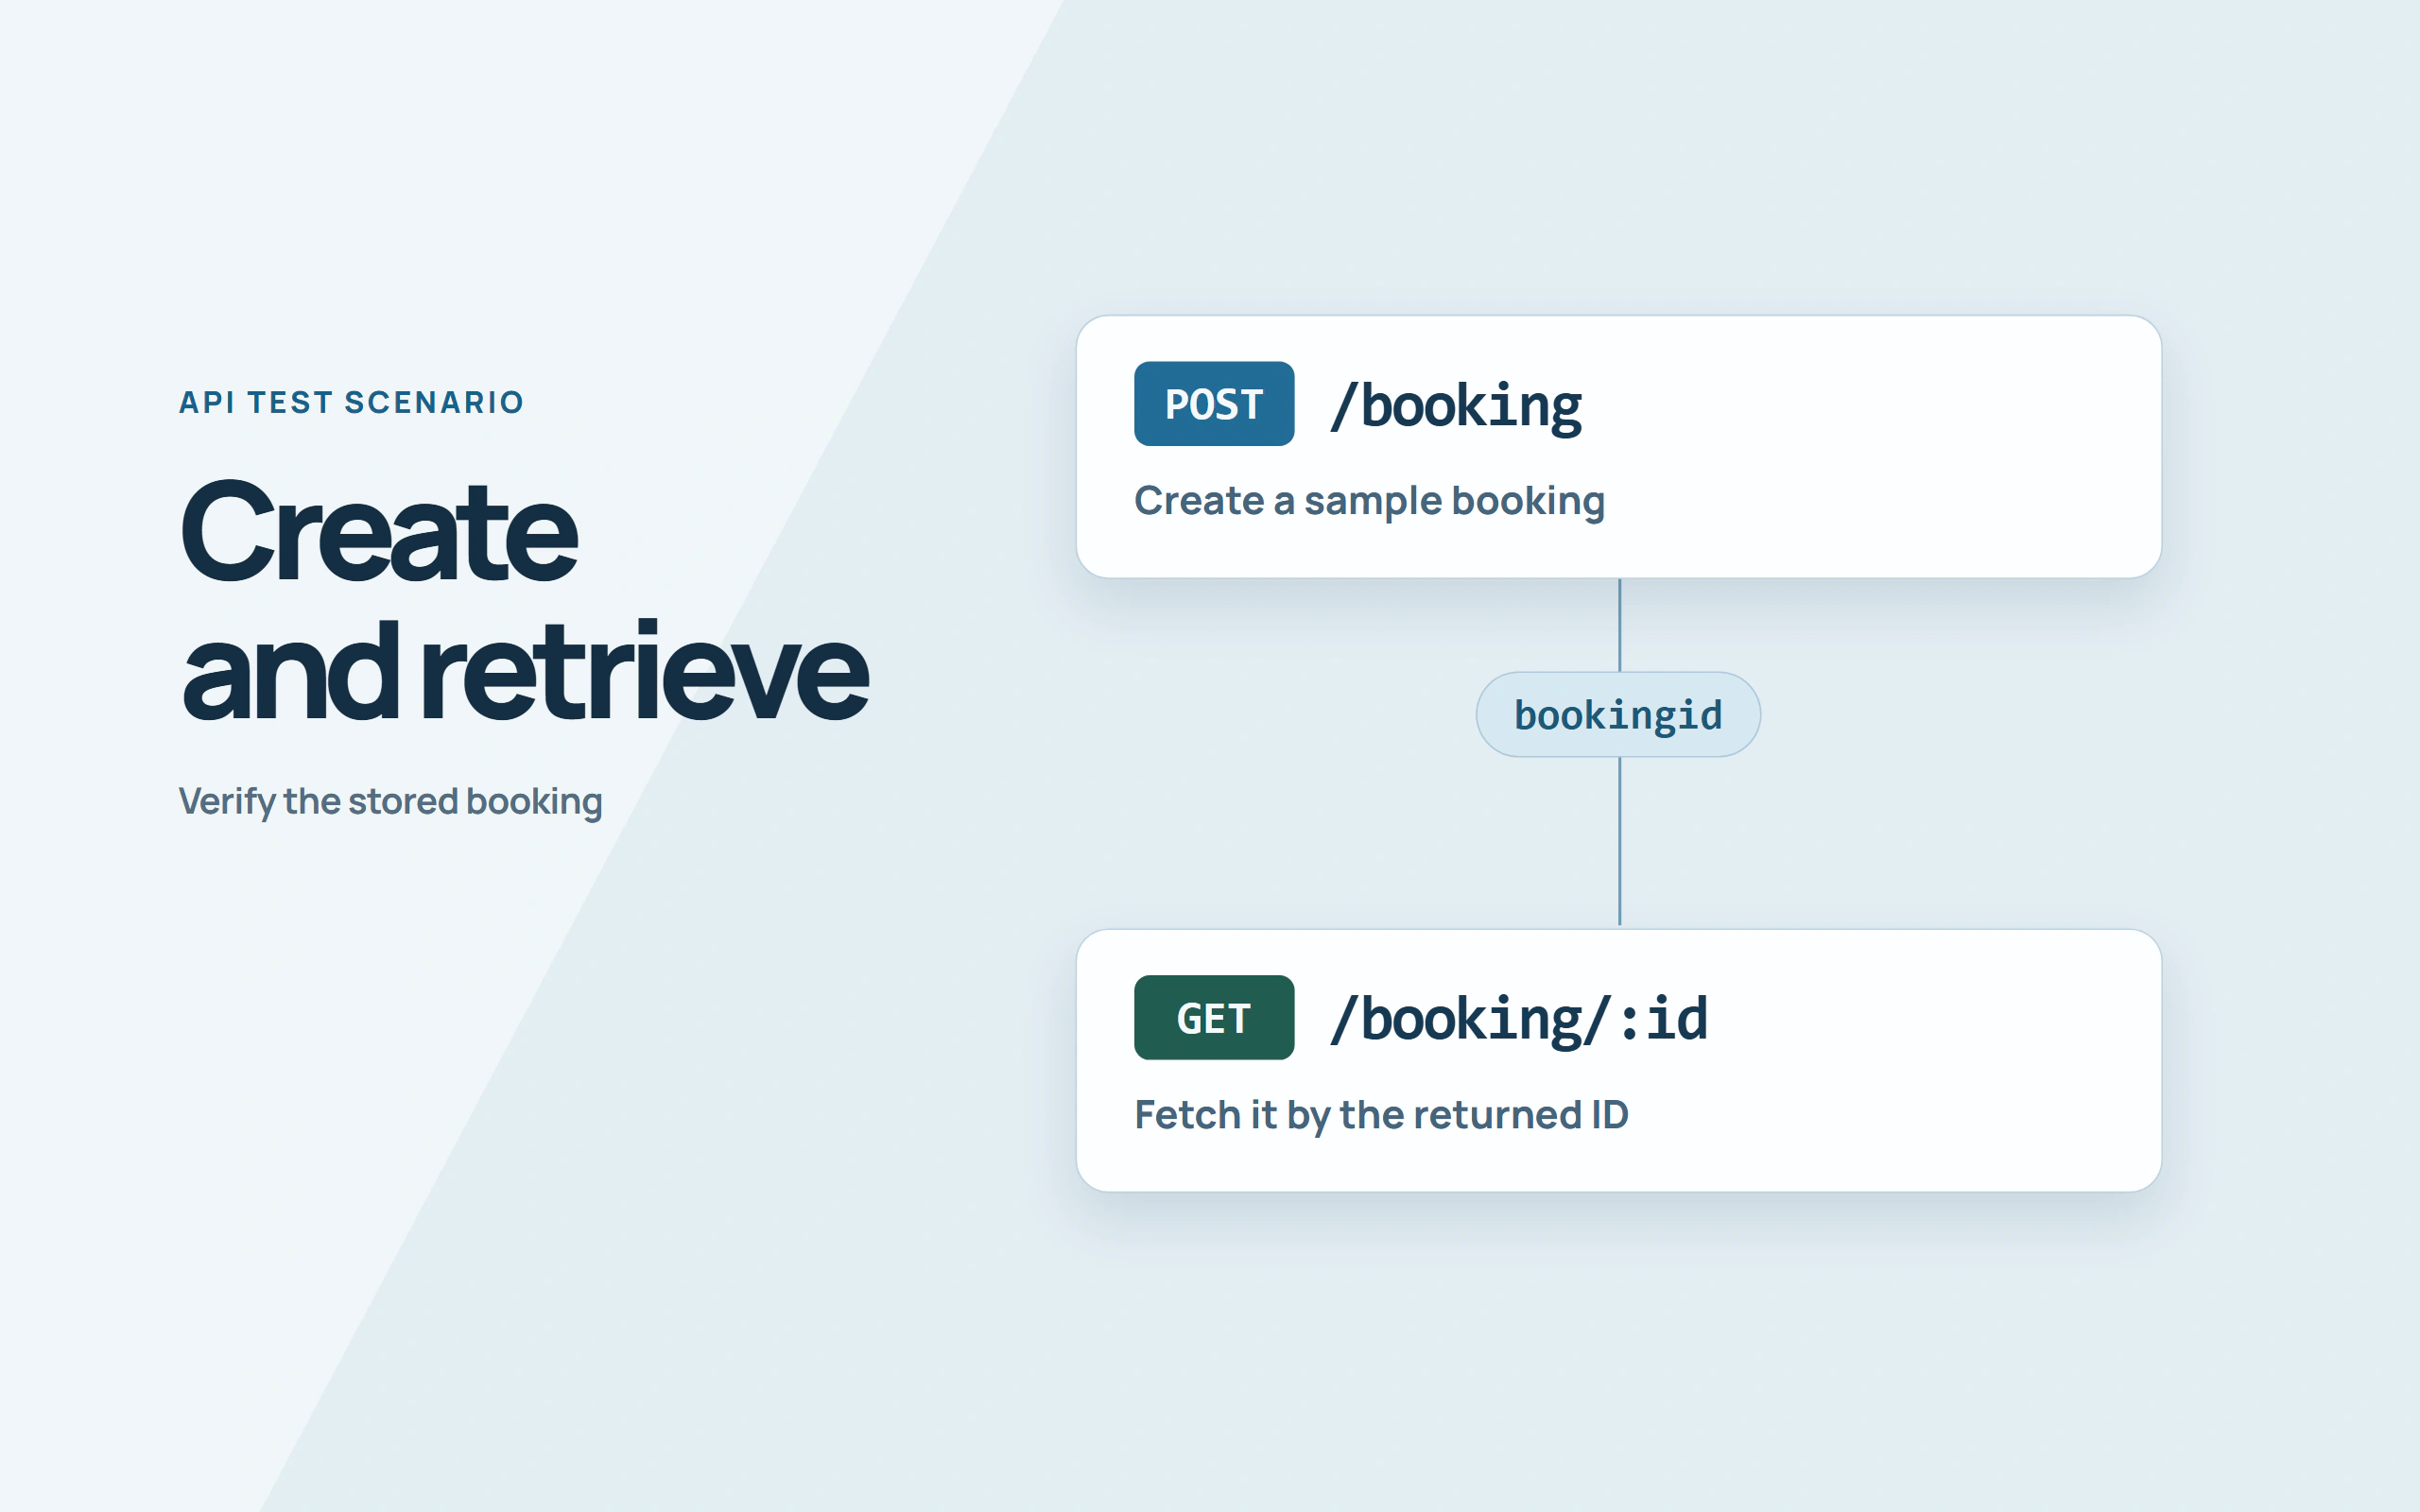 API TEST SCENARIO
Create
and retrieve
Verify the stored booking
POST /booking
Create a sample booking
bookingid
GET /booking/:id
Fetch it by the returned ID